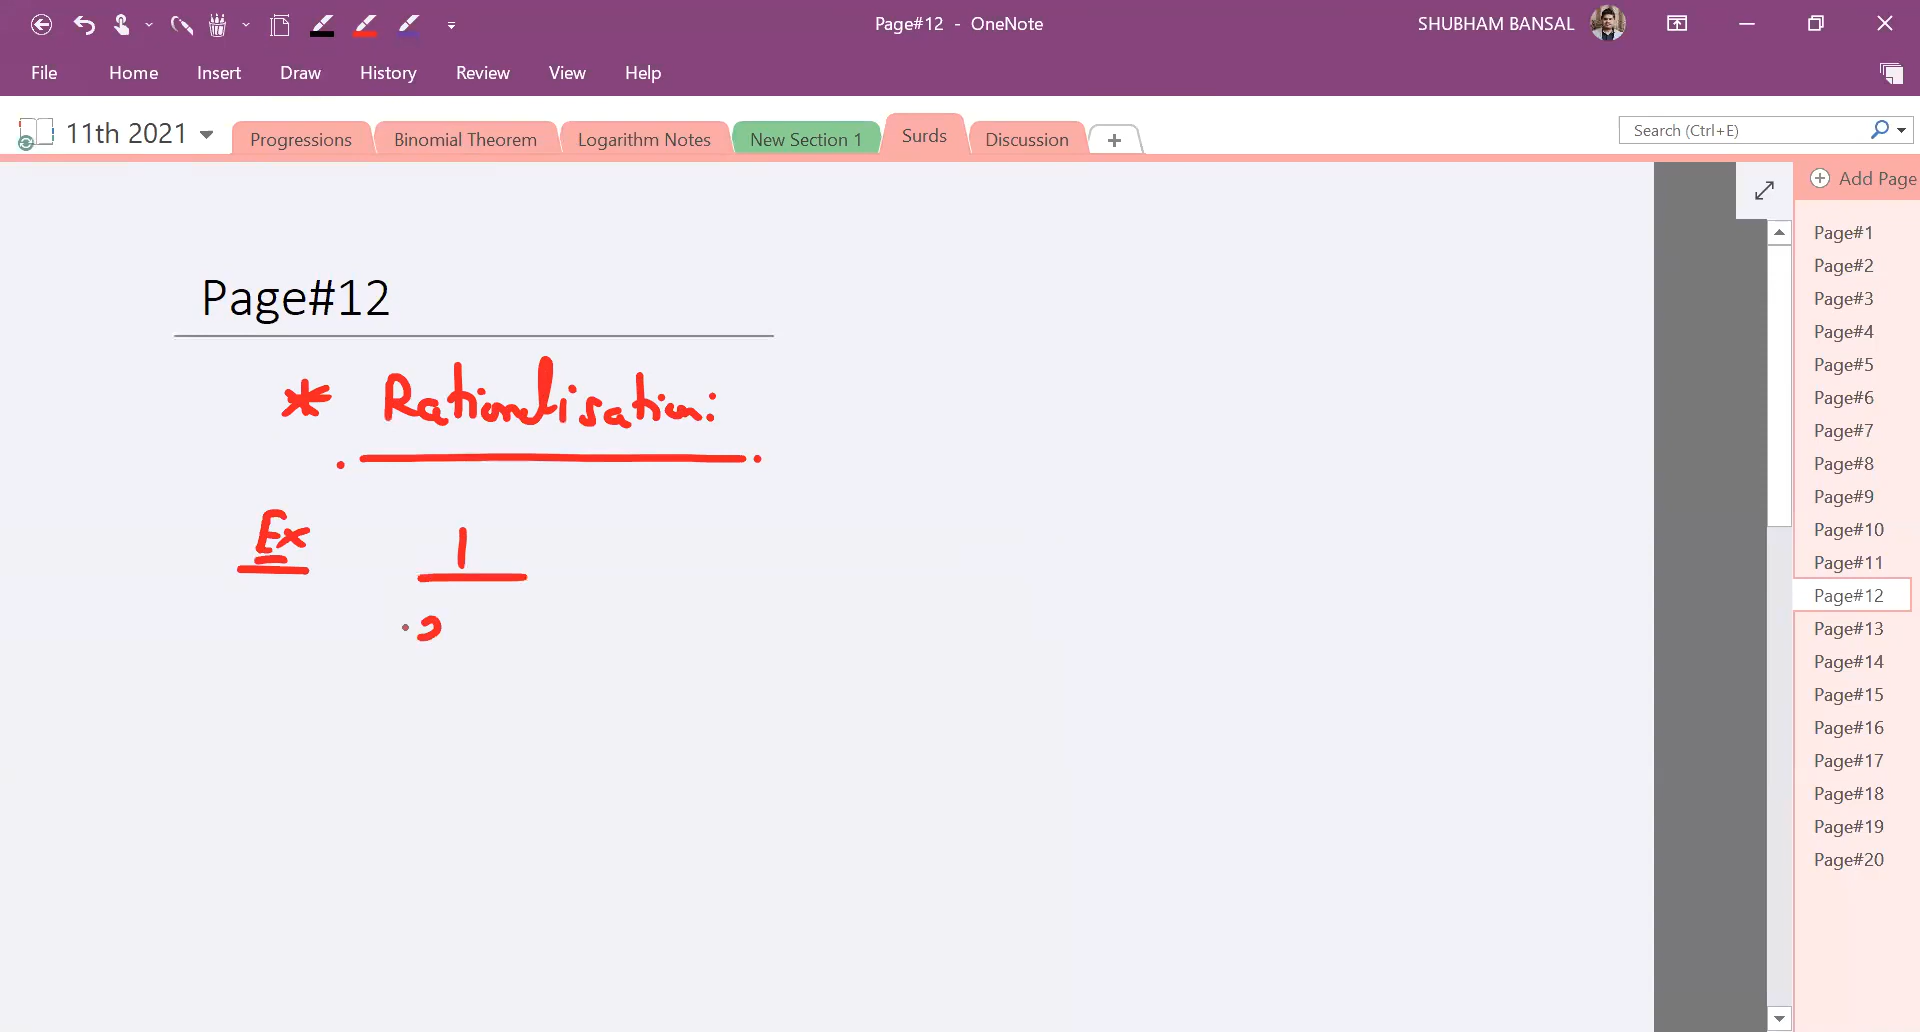 Page#12 - OneNote
SHUBHAM BANSAL
File Home Insert Draw History Review View Help
11th 2021
Progressions Binomial Theorem Logarithm Notes New Section 1 Surds Discussion
Search (Ctrl+E)
Add Page
Page#12
* Rationalisation:
Ex 1
Page#1
Page#2
Page#3
Page#4
Page#5
Page#6
Page#7
Page#8
Page#9
Page#10
Page#11
Page#12
Page#13
Page#14
Page#15
Page#16
Page#17
Page#18
Page#19
Page#20